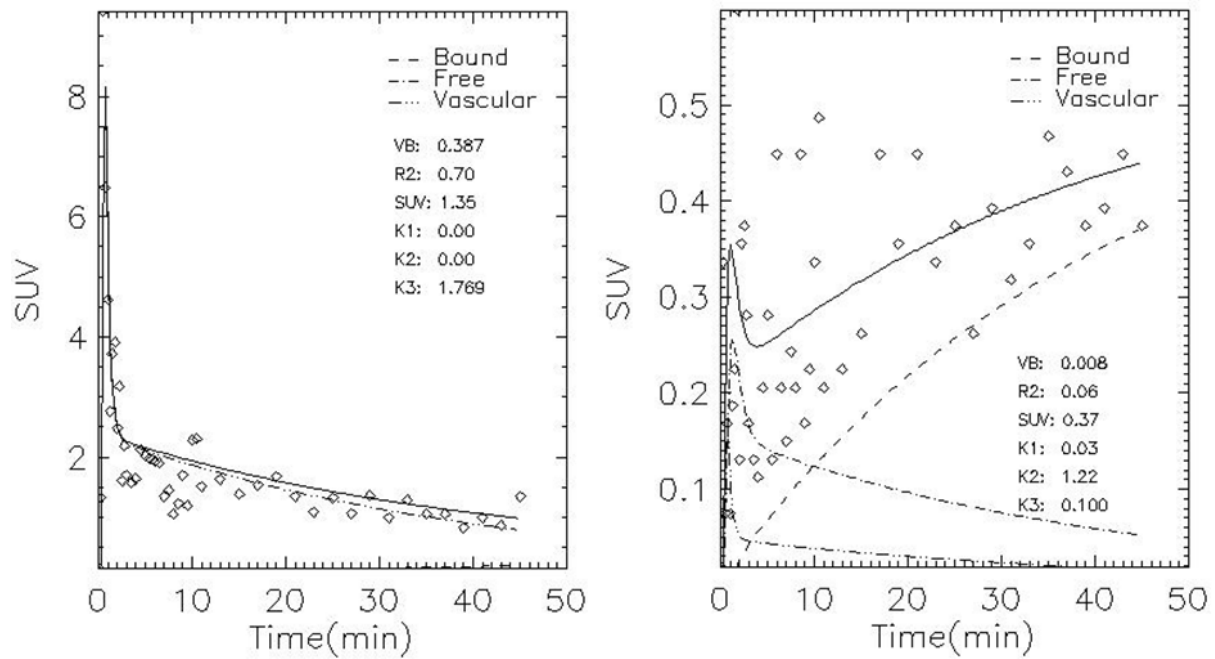 Bound
Free
Vascular
VB: 0.387
R2: 0.70
SUV: 1.35
K1: 0.00
K2: 0.00
K3: 1.769
SUV
8
6
4
2
0 10 20 30 40 50
Time(min)
Bound
Free
Vascular
VB: 0.008
R2: 0.06
SUV: 0.37
K1: 0.03
K2: 1.22
K3: 0.100
SUV
0.5
0.4
0.3
0.2
0.1
0 10 20 30 40 50
Time(min)